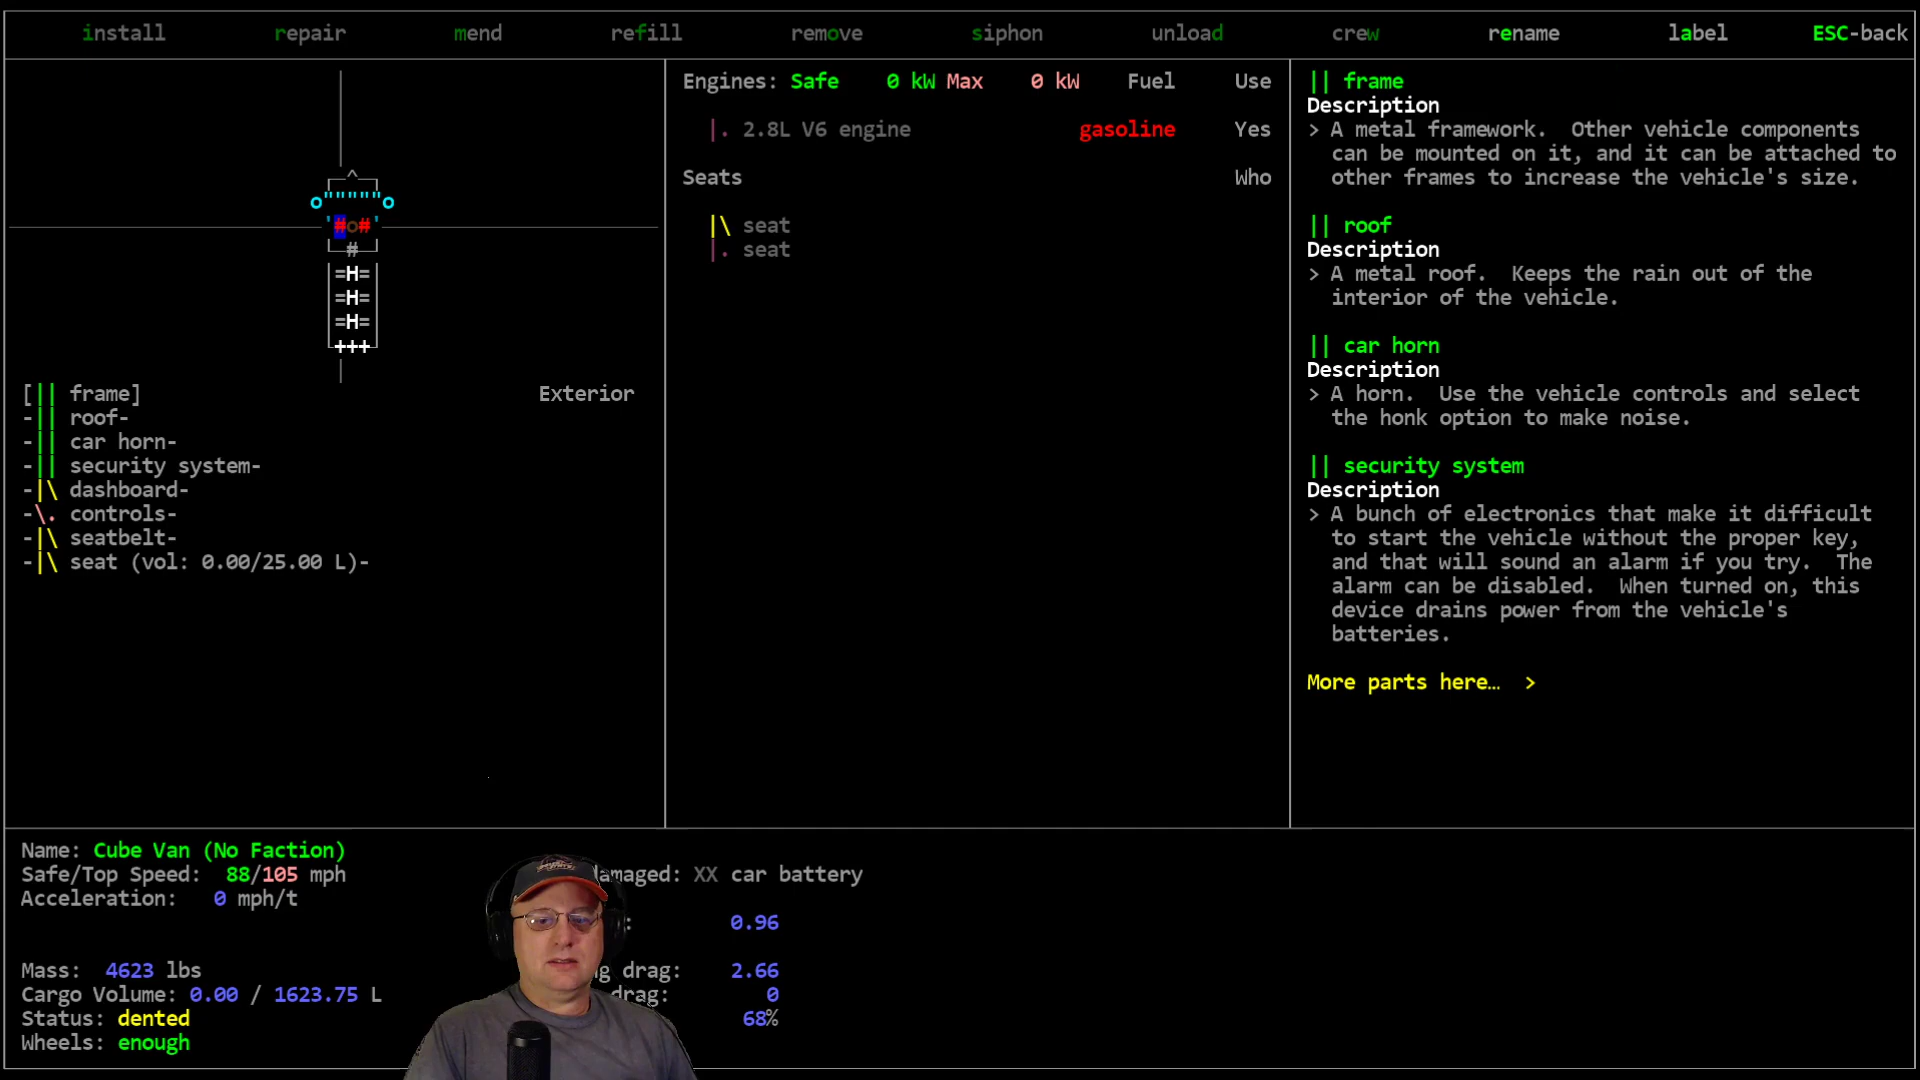 install repair mend refill remove siphon unload crew rename label ESC-back
Engines: Safe 0 kW Max 0 kW Fuel Use
|. 2.8L V6 engine gasoline Yes
Seats Who
|\ seat
|. seat
^
o""""""o
'#o#'
#
=H=
=H=
=H=
+++
[|| frame] Exterior
-|| roof-
-|| car horn-
-|| security system-
-|\ dashboard-
-\. controls-
-|\ seatbelt-
-|\ seat (vol: 0.00/25.00 L)-
|| frame
Description
> A metal framework.  Other vehicle components
can be mounted on it, and it can be attached to
other frames to increase the vehicle's size.
|| roof
Description
> A metal roof.  Keeps the rain out of the
interior of the vehicle.
|| car horn
Description
> A horn.  Use the vehicle controls and select
the honk option to make noise.
|| security system
Description
> A bunch of electronics that make it difficult
to start the vehicle without the proper key,
and that will sound an alarm if you try.  The
alarm can be disabled.  When turned on, this
device drains power from the vehicle's
batteries.
More parts here… >
Name: Cube Van (No Faction)
Safe/Top Speed: 88/105 mph
Acceleration: 0 mph/t
Mass: 4623 lbs
Cargo Volume: 0.00 / 1623.75 L
Status: dented
Wheels: enough
amaged: XX car battery
: 0.96
g drag: 2.66
drag: 0
68%